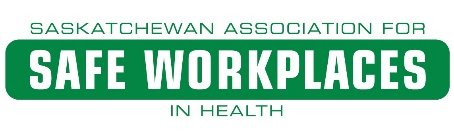 SASKATCHEWAN ASSOCIATION FOR
SAFE WORKPLACES
IN HEALTH